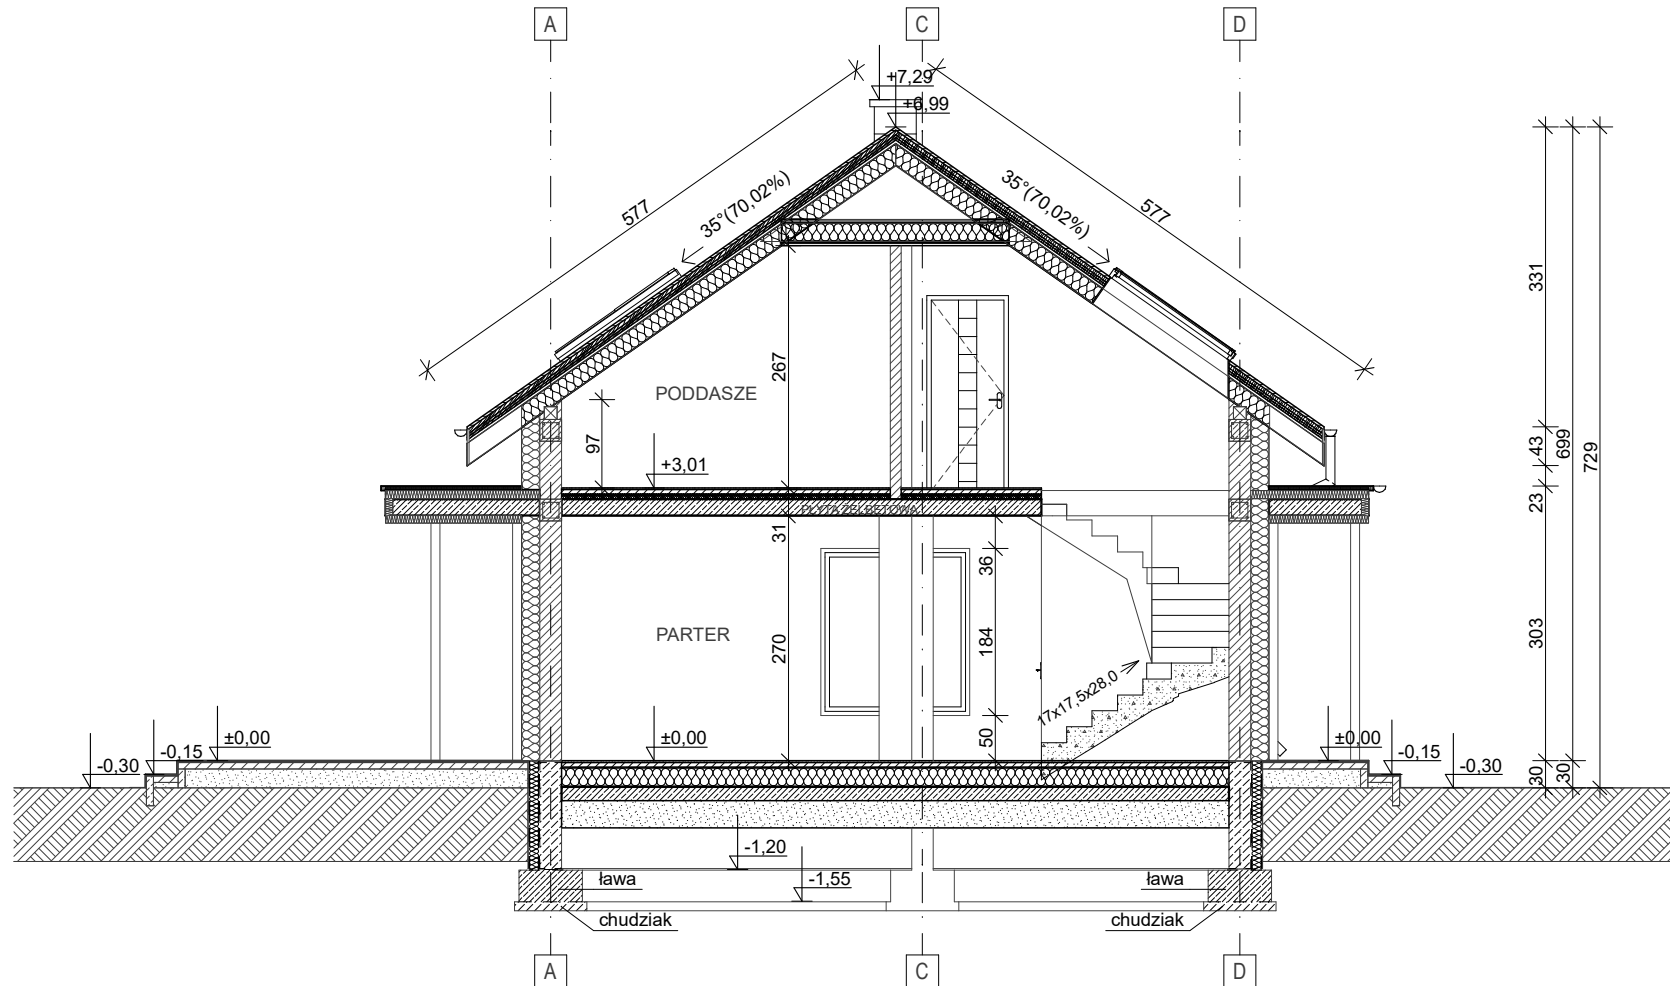 A
C
D
+7,29
+6,99
577
35°(70,02%)
35°(70,02%)
577
331
267
PODDASZE
97
+3,01
43
699
729
23
PŁYTA ŻELBETOWA
31
36
PARTER
270
184
17x17,5x28,0
303
50
±0,00
±0,00
±0,00
-0,15
-0,30
-0,15
-0,30
30
30
-1,20
-1,55
ława
ława
chudziak
chudziak
A
C
D